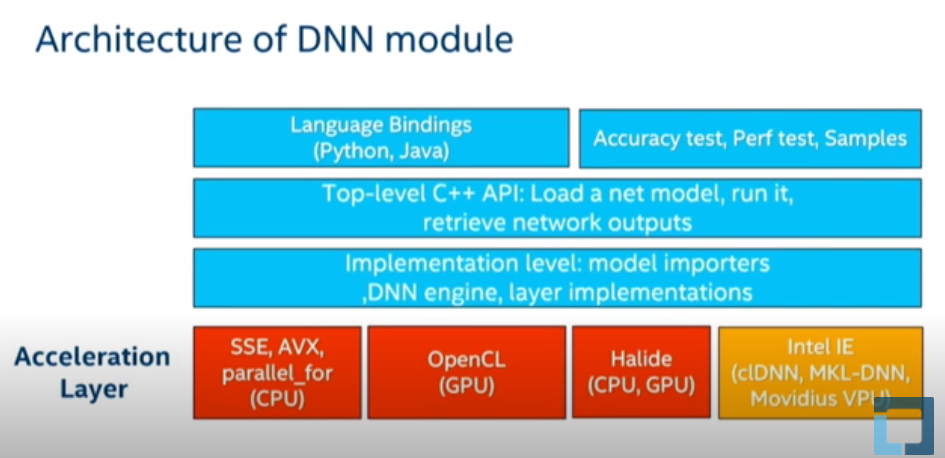 Architecture of DNN module
Language Bindings
(Python, Java)
Accuracy test, Perf test, Samples
Top-level C++ API: Load a net model, run it,
retrieve network outputs
Implementation level: model importers
,DNN engine, layer implementations
Acceleration
Layer
SSE, AVX,
parallel_for
(CPU)
OpenCL
(GPU)
Halide
(CPU, GPU)
Intel IE
(clDNN, MKL-DNN,
Movidius VPU)